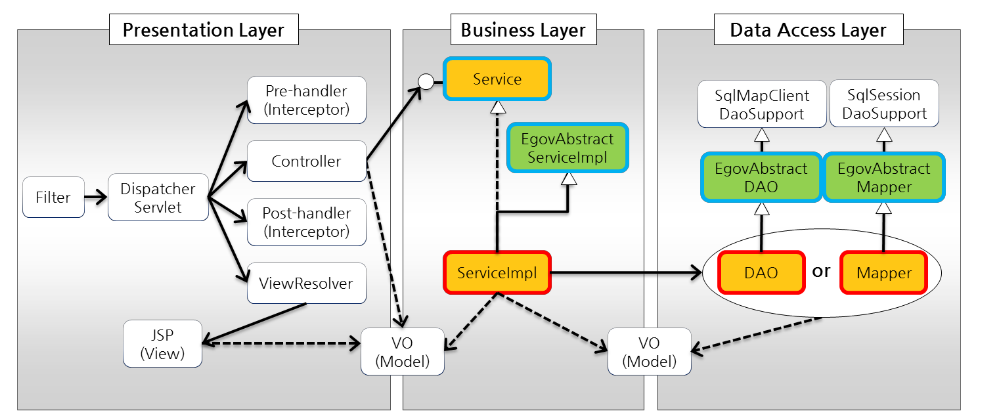 Presentation Layer
Business Layer
Data Access Layer
Filter
Dispatcher
Servlet
Pre-handler
(Interceptor)
Controller
Post-handler
(Interceptor)
ViewResolver
JSP
(View)
VO
(Model)
Service
EgovAbstract
ServiceImpl
ServiceImpl
VO
(Model)
SqlMapClient
DaoSupport
SqlSession
DaoSupport
EgovAbstract
DAO
EgovAbstract
Mapper
DAO
or
Mapper